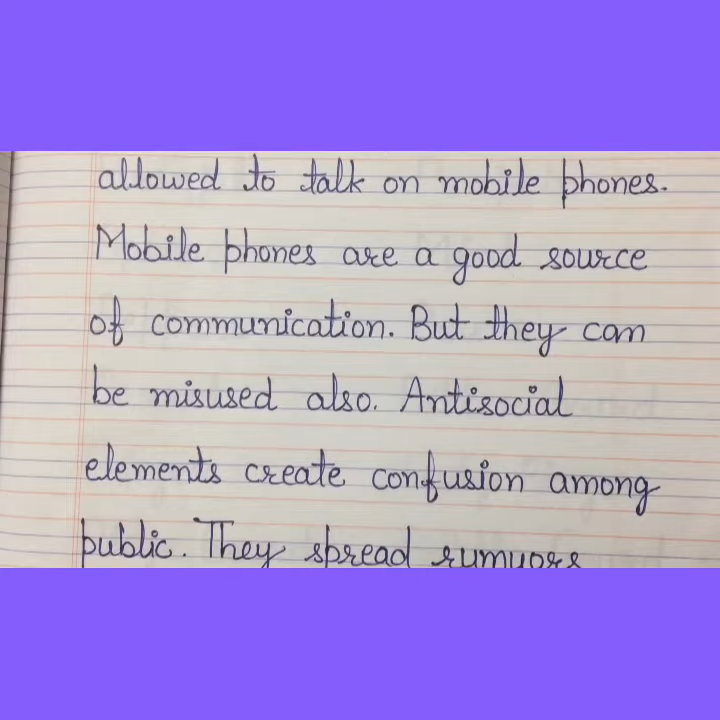 allowed to talk on mobile phones.
Mobile phones are a good source
of communication. But they can
be misused also. Antisocial
elements create confusion among
public. They spread rumuors